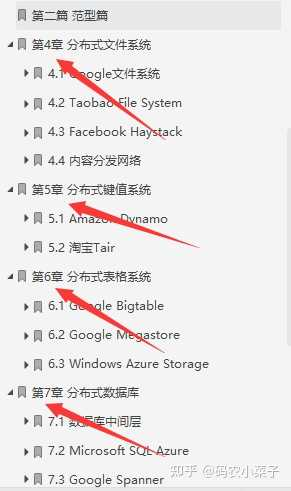 第二篇 范型篇
第4章 分布式文件系统
4.1 Google文件系统
4.2 Taobao File System
4.3 Facebook Haystack
4.4 内容分发网络
第5章 分布式键值系统
5.1 Amazon Dynamo
5.2 淘宝Tair
第6章 分布式表格系统
6.1 Google Bigtable
6.2 Google Megastore
6.3 Windows Azure Storage
第7章 分布式数据库
7.1 数据库中间层
7.2 Microsoft SQL Azure
7.3 Google Spanner
知乎 @码农小菜子